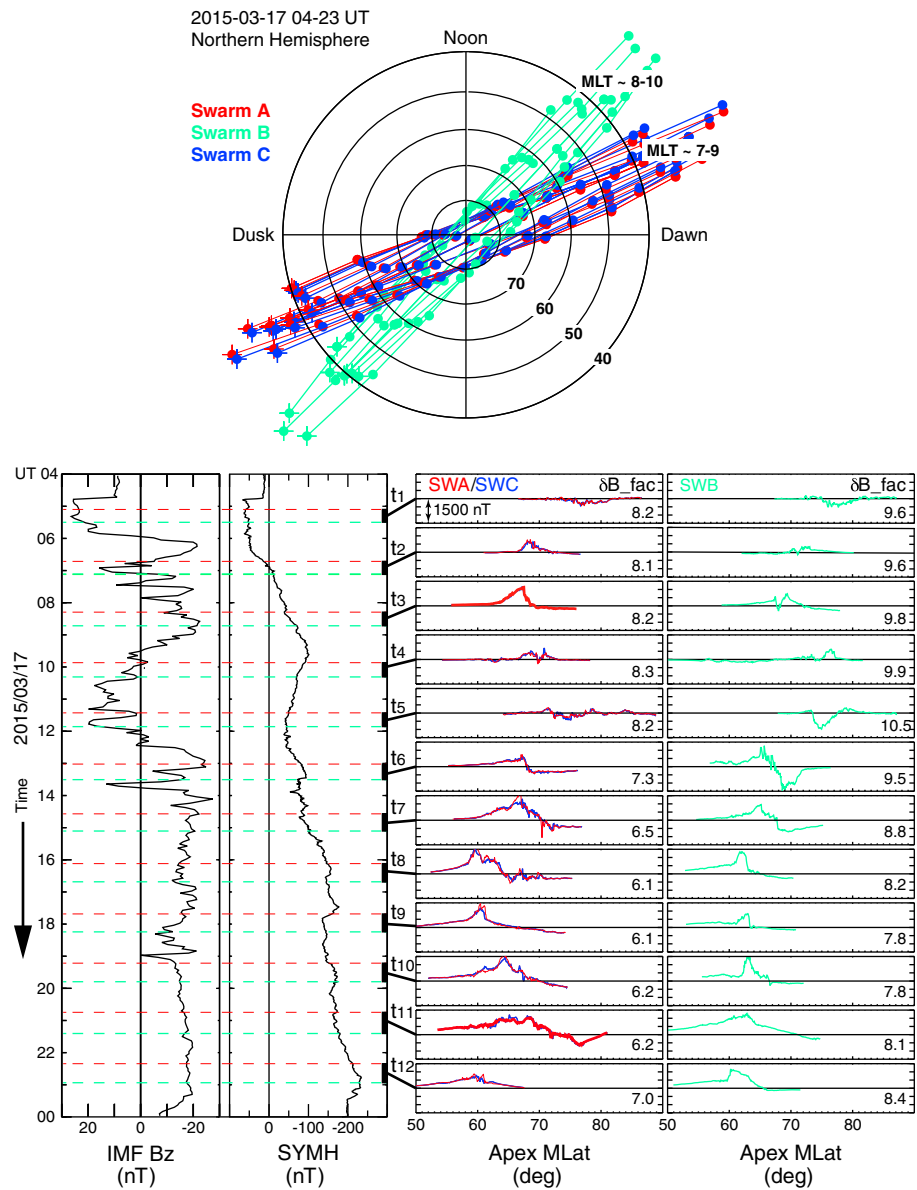 2015-03-17 04-23 UT
Northern Hemisphere
Noon
Swarm A
Swarm B
Swarm C
MLT ~ 8-10
MLT ~ 7-9
Dusk
Dawn
70
60
50
40
UT 04
06
08
10
12
14
16
18
20
22
00
2015/03/17
Time
20 0 -20
IMF Bz
(nT)
0 -100 -200
SYMH
(nT)
t1
t2
t3
t4
t5
t6
t7
t8
t9
t10
t11
t12
SWA/SWC δB_fac
1500 nT
8.2
8.1
8.2
8.3
8.2
7.3
6.5
6.1
6.1
6.2
6.2
7.0
50 60 70 80
Apex MLat
(deg)
SWB δB_fac
9.6
9.6
9.8
9.9
10.5
9.5
8.8
8.2
7.8
7.8
8.1
8.4
50 60 70 80
Apex MLat
(deg)